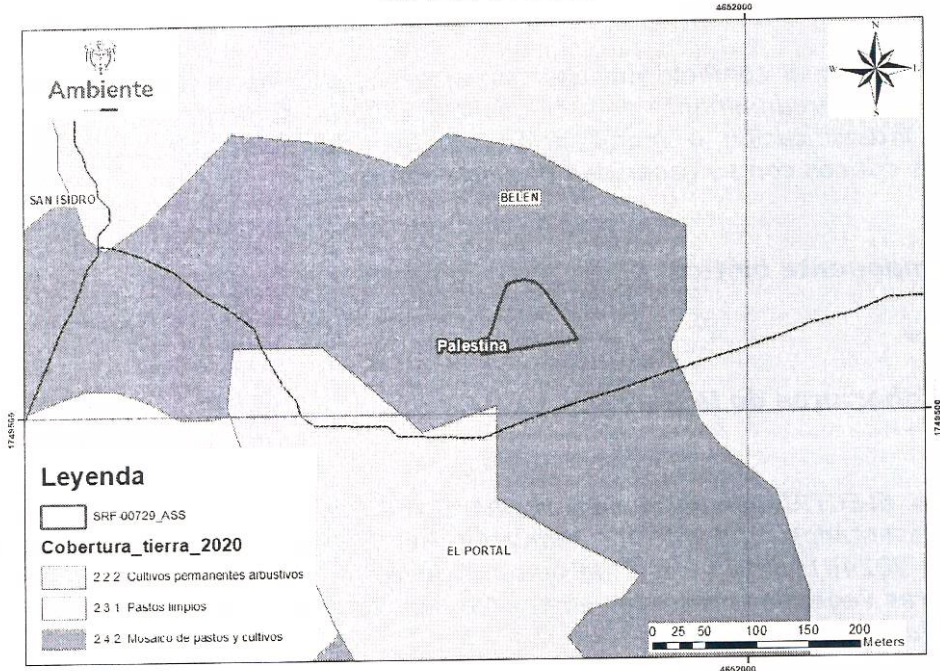 4652000
N
W
L
S
Ambiente
SAN ISIDRO
BELEN
Palestina
1749500
1749500
Leyenda
SRF 00729_ASS
Cobertura_tierra_2020
2 2 2 Cultivos permanentes arbustivos
2 3 1 Pastos limpios
2 4 2 Mosaico de pastos y cultivos
EL PORTAL
0 25 50 100 150 200
Meters
4652000